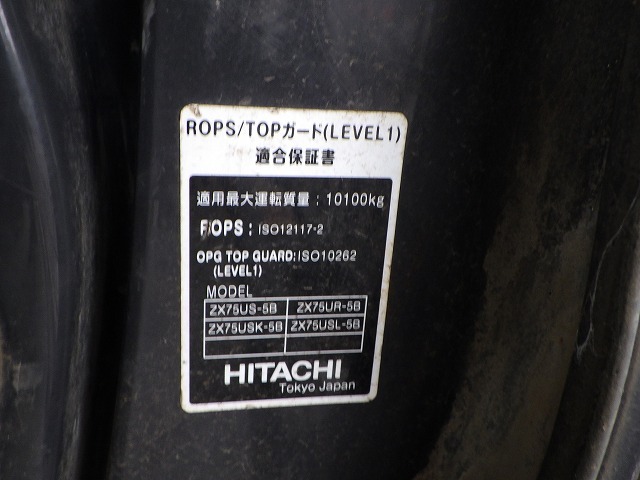 ROPS/TOPガード(LEVEL1)
適合保証書
適用最大運転質量：10100kg
ROPS：ISO12117-2
OPG TOP GUARD:ISO10262
(LEVEL1)
MODEL
ZX75US-5B ZX75UR-5B
ZX75USK-5B ZX75USL-5B
HITACHI
Tokyo Japan